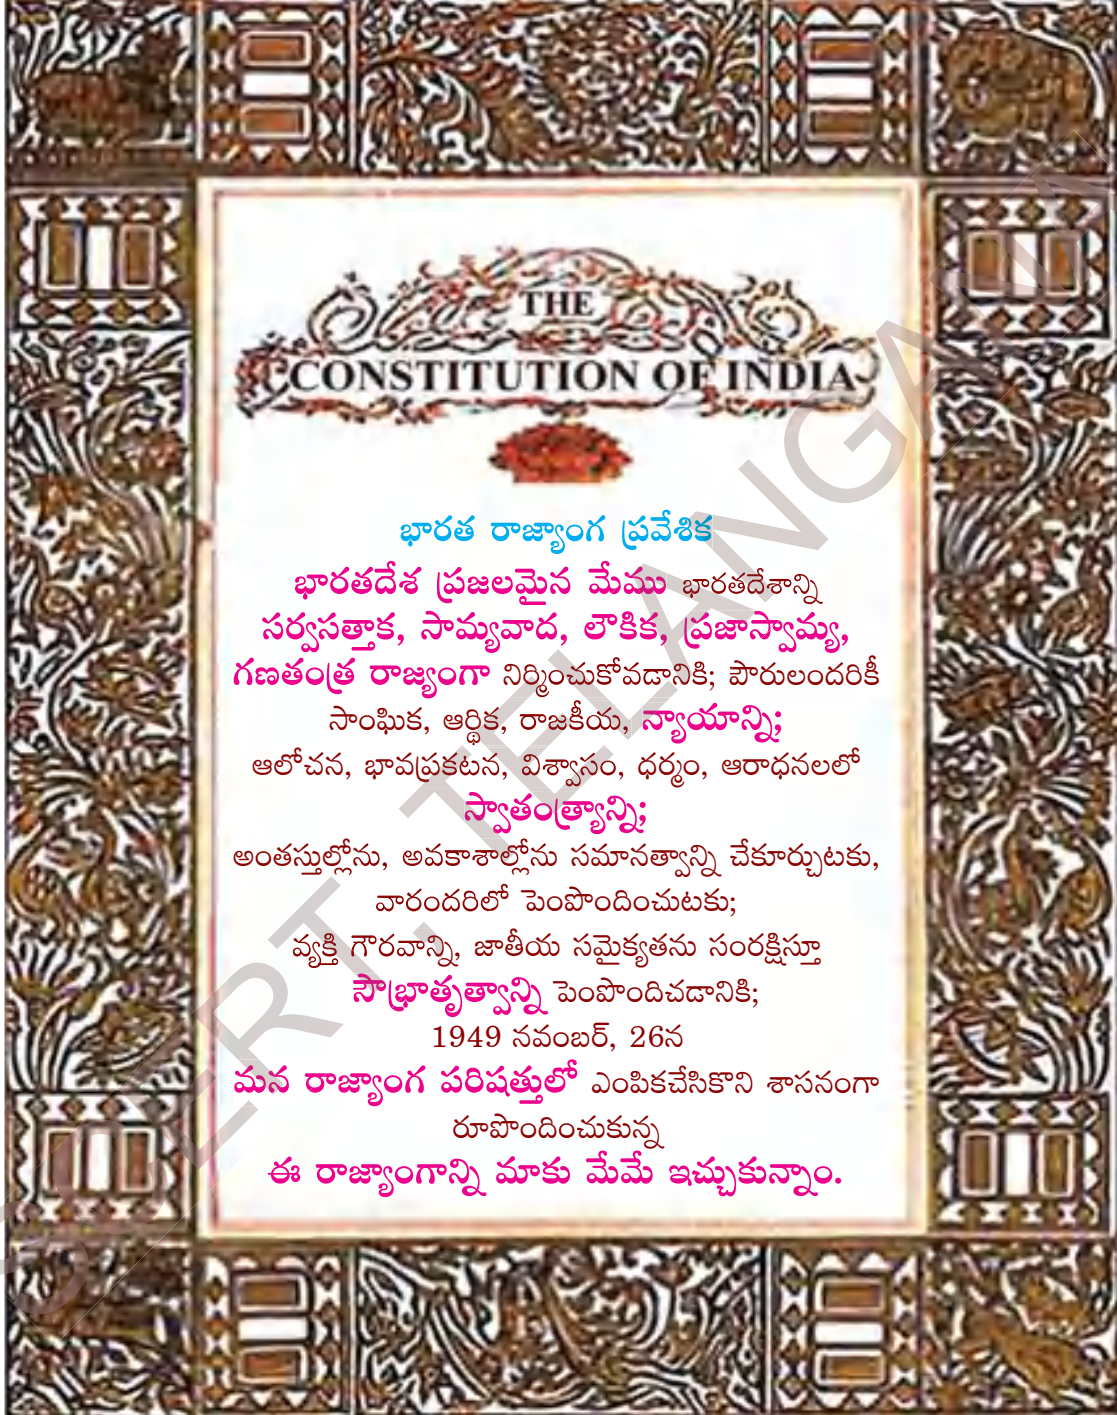 THE
CONSTITUTION OF INDIA
భారత రాజ్యాంగ ప్రవేశిక
భారతదేశ ప్రజలమైన మేము భారతదేశాన్ని
సర్వసత్తాక, సామ్యవాద, లౌకిక, ప్రజాస్వామ్య,
గణతంత్ర రాజ్యంగా నిర్మించుకోవడానికి; పౌరులందరికీ
సాంఘిక, ఆర్థిక, రాజకీయ, న్యాయాన్ని;
ఆలోచన, భావప్రకటన, విశ్వాసం, ధర్మం, ఆరాధనలలో
స్వాతంత్ర్యాన్ని;
అంతస్తుల్లోను, అవకాశాల్లోను సమానత్వాన్ని చేకూర్చుటకు,
వారందరిలో పెంపొందించుటకు;
వ్యక్తి గౌరవాన్ని, జాతీయ సమైక్యతను సంరక్షిస్తూ
సౌభ్రాతృత్వాన్ని పెంపొందిచడానికి;
1949 నవంబర్, 26న
మన రాజ్యాంగ పరిషత్తులో ఎంపికచేసికొని శాసనంగా
రూపొందించుకున్న
ఈ రాజ్యాంగాన్ని మాకు మేమే ఇచ్చుకున్నాం.
SCERT, TELANGANA